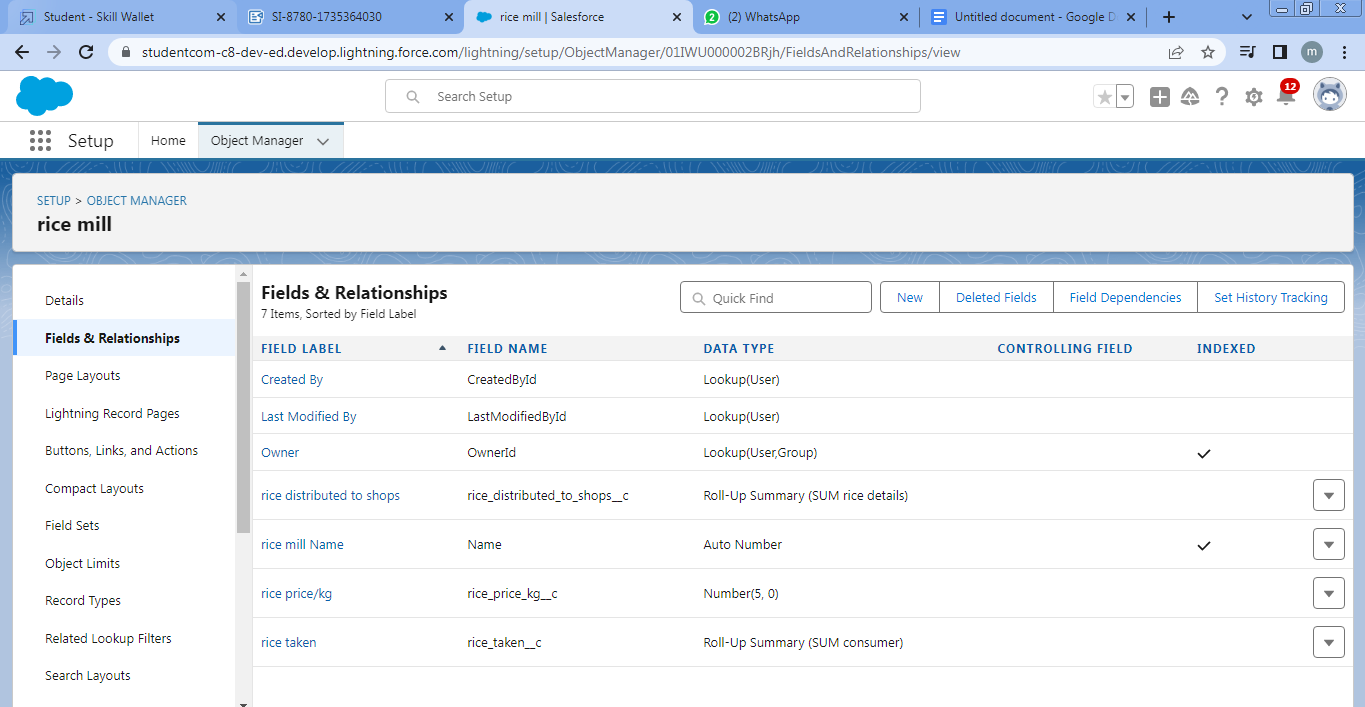 Student - Skill Wallet
SI-8780-1735364030
rice mill | Salesforce
2 (2) WhatsApp
Untitled document - Google D
studentcom-c8-dev-ed.develop.lightning.force.com/lightning/setup/ObjectManager/01IWU000002BRjh/FieldsAndRelationships/view
m
Search Setup
12
Setup Home Object Manager
SETUP > OBJECT MANAGER
rice mill
Details
Fields & Relationships
Page Layouts
Lightning Record Pages
Buttons, Links, and Actions
Compact Layouts
Field Sets
Object Limits
Record Types
Related Lookup Filters
Search Layouts
Fields & Relationships
7 Items, Sorted by Field Label
Quick Find
New Deleted Fields Field Dependencies Set History Tracking
FIELD LABEL FIELD NAME DATA TYPE CONTROLLING FIELD INDEXED
Created By CreatedById Lookup(User)
Last Modified By LastModifiedById Lookup(User)
Owner OwnerId Lookup(User,Group)
rice distributed to shops rice_distributed_to_shops__c Roll-Up Summary (SUM rice details)
rice mill Name Name Auto Number
rice price/kg rice_price_kg__c Number(5, 0)
rice taken rice_taken__c Roll-Up Summary (SUM consumer)